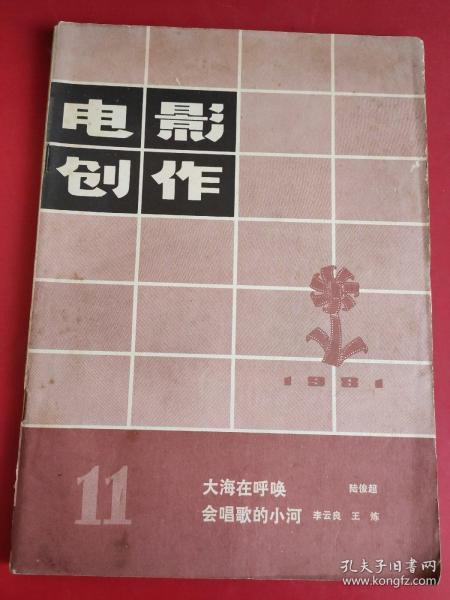 电影
创作
1981
11
大海在呼唤 陆俊超
会唱歌的小河 李云良 王炼
孔夫子旧书网
www.kongfz.com